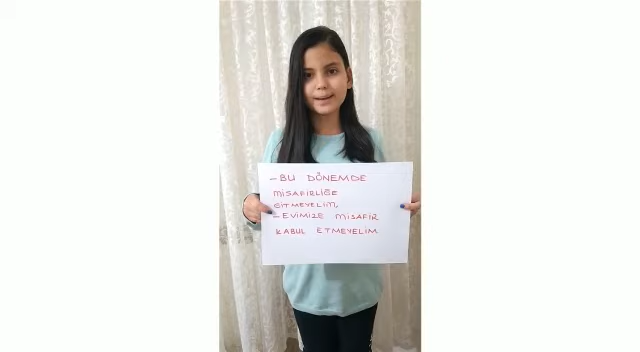 - BU DÖNEMDE
MİSAFİRLİĞE
GİTMEYELİM,
- EVİMİZE MİSAFİR
KABUL ETMEYELİM